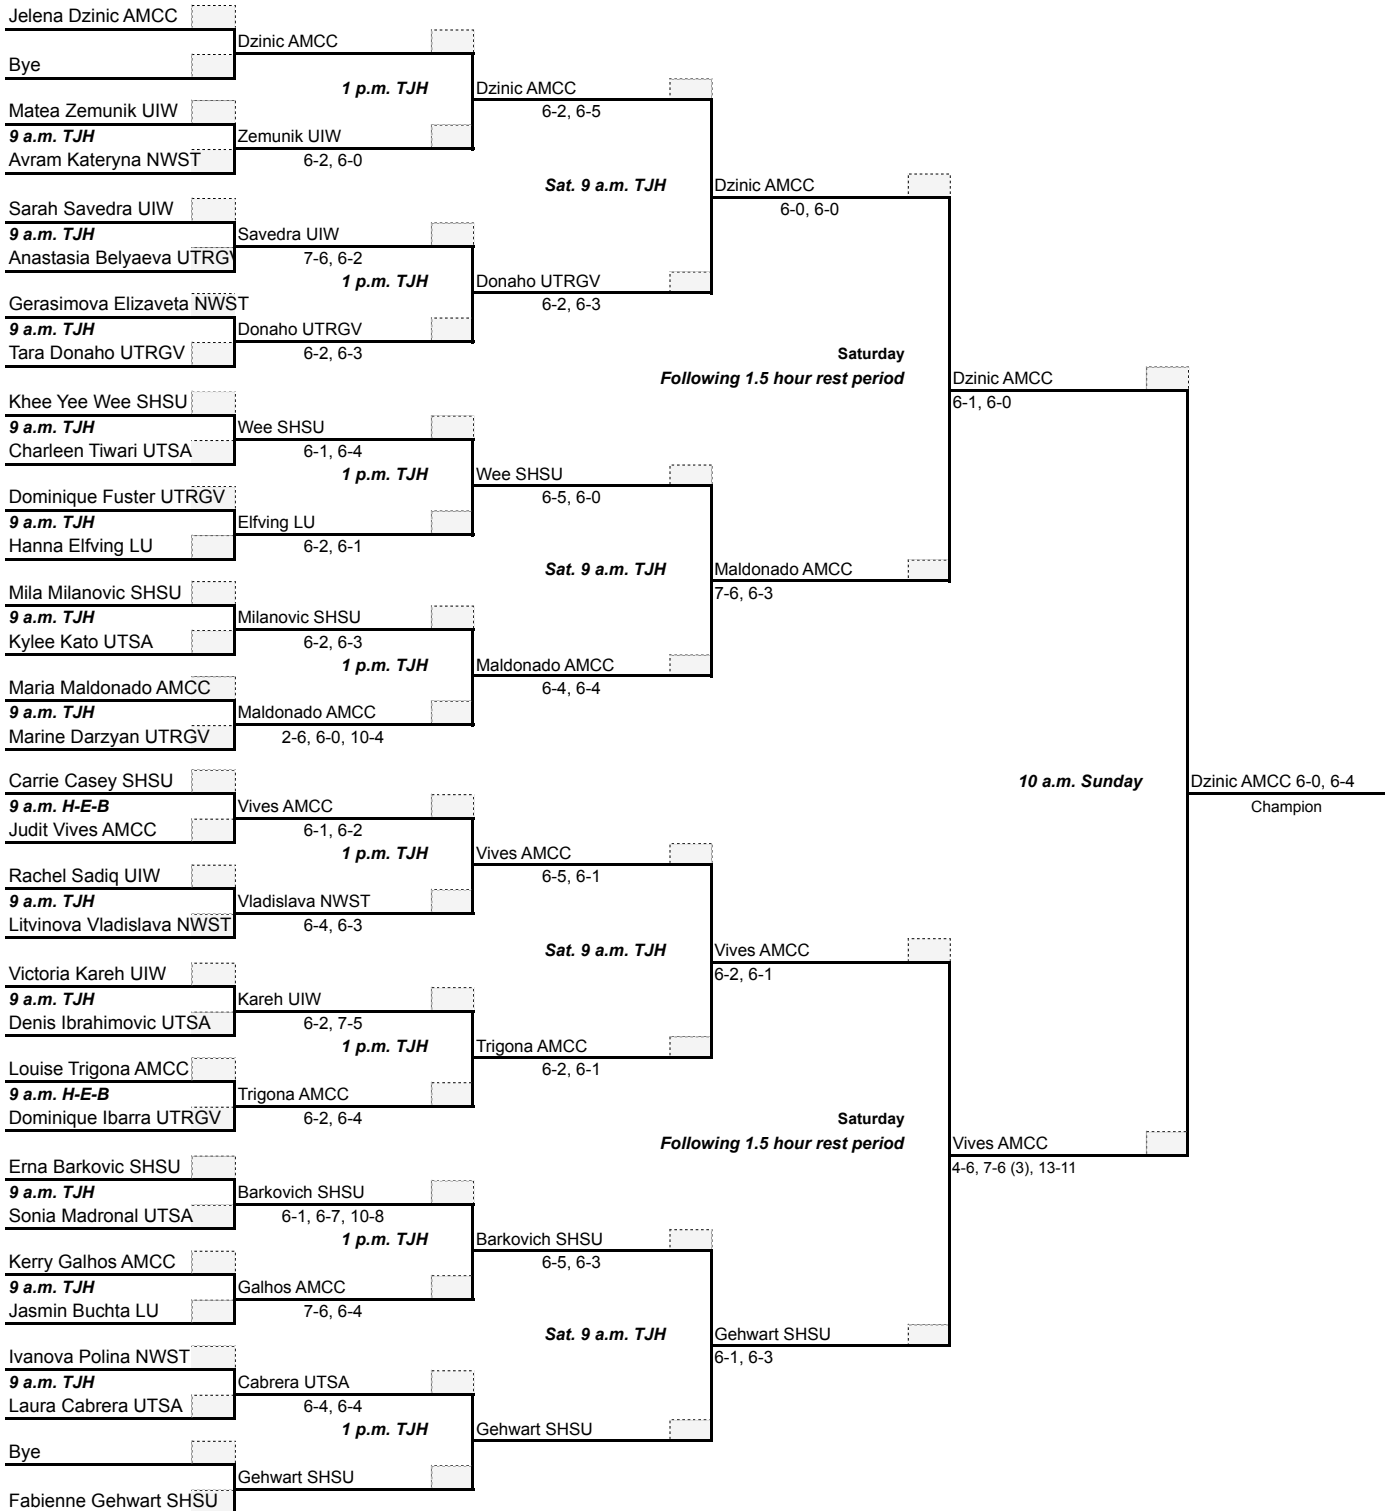 Jelena Dzinic AMCC
Bye
Matea Zemunik UIW
9 a.m. TJH
Avram Kateryna NWST
Sarah Savedra UIW
9 a.m. TJH
Anastasia Belyaeva UTRGV
Gerasimova Elizaveta NWST
9 a.m. TJH
Tara Donaho UTRGV
Khee Yee Wee SHSU
9 a.m. TJH
Charleen Tiwari UTSA
Dominique Fuster UTRGV
9 a.m. TJH
Hanna Elfving LU
Mila Milanovic SHSU
9 a.m. TJH
Kylee Kato UTSA
Maria Maldonado AMCC
9 a.m. TJH
Marine Darzyan UTRGV
Carrie Casey SHSU
9 a.m. H-E-B
Judit Vives AMCC
Rachel Sadiq UIW
9 a.m. TJH
Litvinova Vladislava NWST
Victoria Kareh UIW
9 a.m. TJH
Denis Ibrahimovic UTSA
Louise Trigona AMCC
9 a.m. H-E-B
Dominique Ibarra UTRGV
Erna Barkovic SHSU
9 a.m. TJH
Sonia Madronal UTSA
Kerry Galhos AMCC
9 a.m. TJH
Jasmin Buchta LU
Ivanova Polina NWST
9 a.m. TJH
Laura Cabrera UTSA
Bye
Fabienne Gehwart SHSU
Dzinic AMCC
1 p.m. TJH
Zemunik UIW
6-2, 6-0
Savedra UIW
7-6, 6-2
1 p.m. TJH
Donaho UTRGV
6-2, 6-3
Wee SHSU
6-1, 6-4
1 p.m. TJH
Elfving LU
6-2, 6-1
Milanovic SHSU
6-2, 6-3
1 p.m. TJH
Maldonado AMCC
2-6, 6-0, 10-4
Vives AMCC
6-1, 6-2
1 p.m. TJH
Vladislava NWST
6-4, 6-3
Kareh UIW
6-2, 7-5
1 p.m. TJH
Trigona AMCC
6-2, 6-4
Barkovich SHSU
6-1, 6-7, 10-8
1 p.m. TJH
Galhos AMCC
7-6, 6-4
Cabrera UTSA
6-4, 6-4
1 p.m. TJH
Gehwart SHSU
Dzinic AMCC
6-2, 6-5
Sat. 9 a.m. TJH
Donaho UTRGV
6-2, 6-3
Wee SHSU
6-5, 6-0
Sat. 9 a.m. TJH
Maldonado AMCC
6-4, 6-4
Vives AMCC
6-5, 6-1
Sat. 9 a.m. TJH
Trigona AMCC
6-2, 6-1
Barkovich SHSU
6-5, 6-3
Sat. 9 a.m. TJH
Gehwart SHSU
Dzinic AMCC
6-0, 6-0
Saturday
Following 1.5 hour rest period
Maldonado AMCC
7-6, 6-3
Vives AMCC
6-2, 6-1
Saturday
Following 1.5 hour rest period
Gehwart SHSU
6-1, 6-3
Dzinic AMCC
6-1, 6-0
10 a.m. Sunday
Vives AMCC
4-6, 7-6 (3), 13-11
Dzinic AMCC 6-0, 6-4
Champion